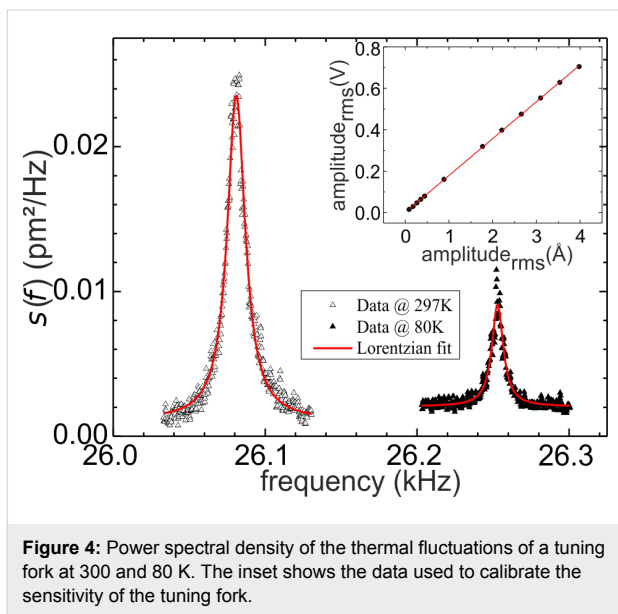 0.8
0.6
0.4
0.2
0.0
0 1 2 3 4
amplitude_rms(V)
amplitude_rms(Å)
0.02
0.01
0.00
s(f) (pm²/Hz)
Data @ 297K
Data @ 80K
Lorentzian fit
26.0 26.1 26.2 26.3
frequency (kHz)
Figure 4: Power spectral density of the thermal fluctuations of a tuning
fork at 300 and 80 K. The inset shows the data used to calibrate the
sensitivity of the tuning fork.